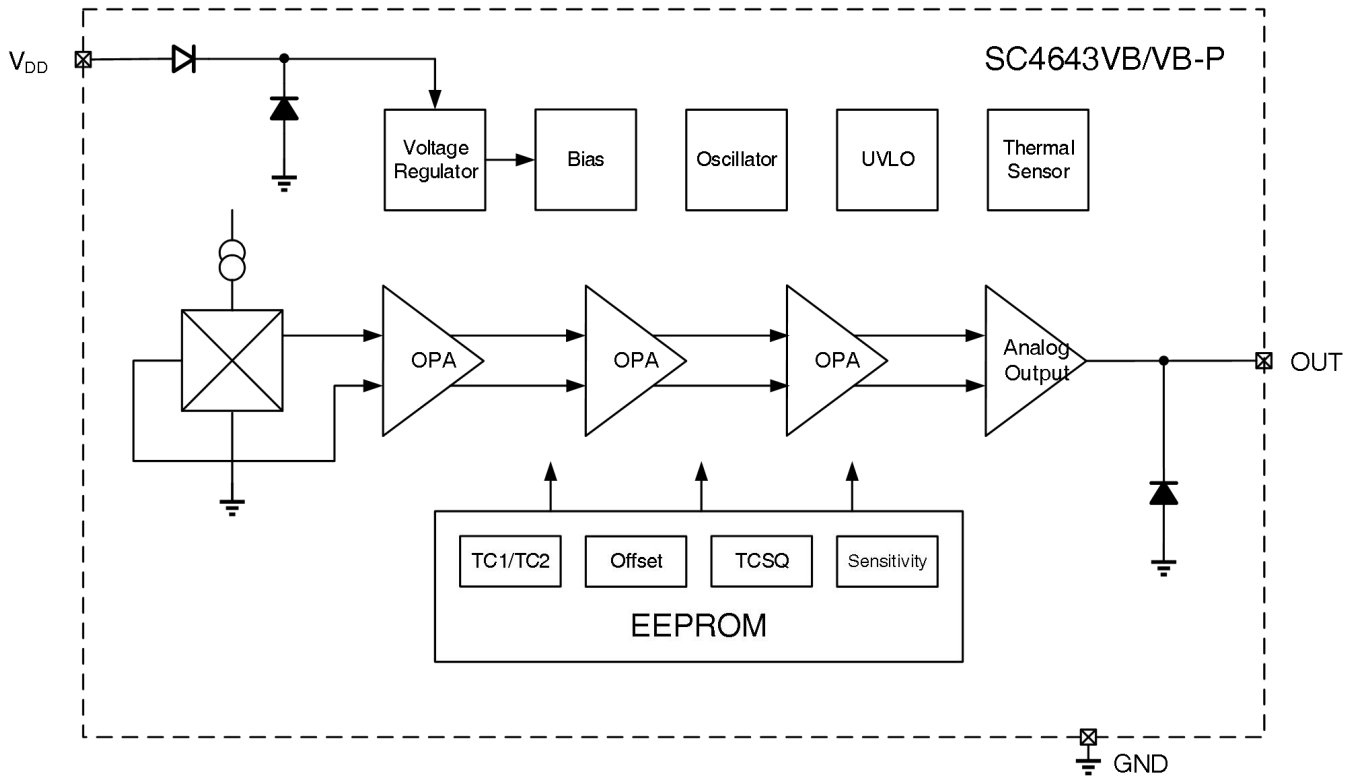 V_DD
SC4643VB/VB-P
Voltage
Regulator
Bias
Oscillator
UVLO
Thermal
Sensor
OPA
OPA
OPA
Analog
Output
OUT
TC1/TC2
Offset
TCSQ
Sensitivity
EEPROM
GND